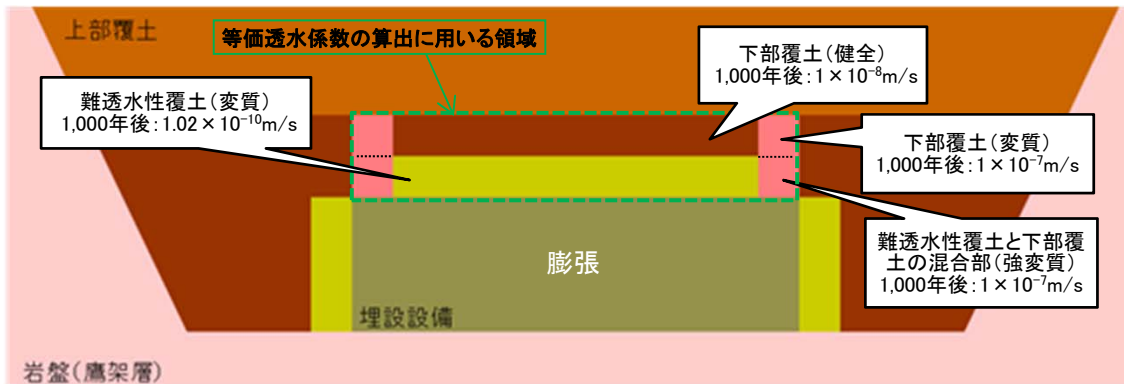 上部覆土
等価透水係数の算出に用いる領域
下部覆土(健全)
1,000年後:1×10⁻⁸m/s
難透水性覆土(変質)
1,000年後:1.02×10⁻¹⁰m/s
下部覆土(変質)
1,000年後:1×10⁻⁷m/s
難透水性覆土と下部覆
土の混合部(強変質)
1,000年後:1×10⁻⁷m/s
膨張
埋設設備
岩盤(鷹架層)